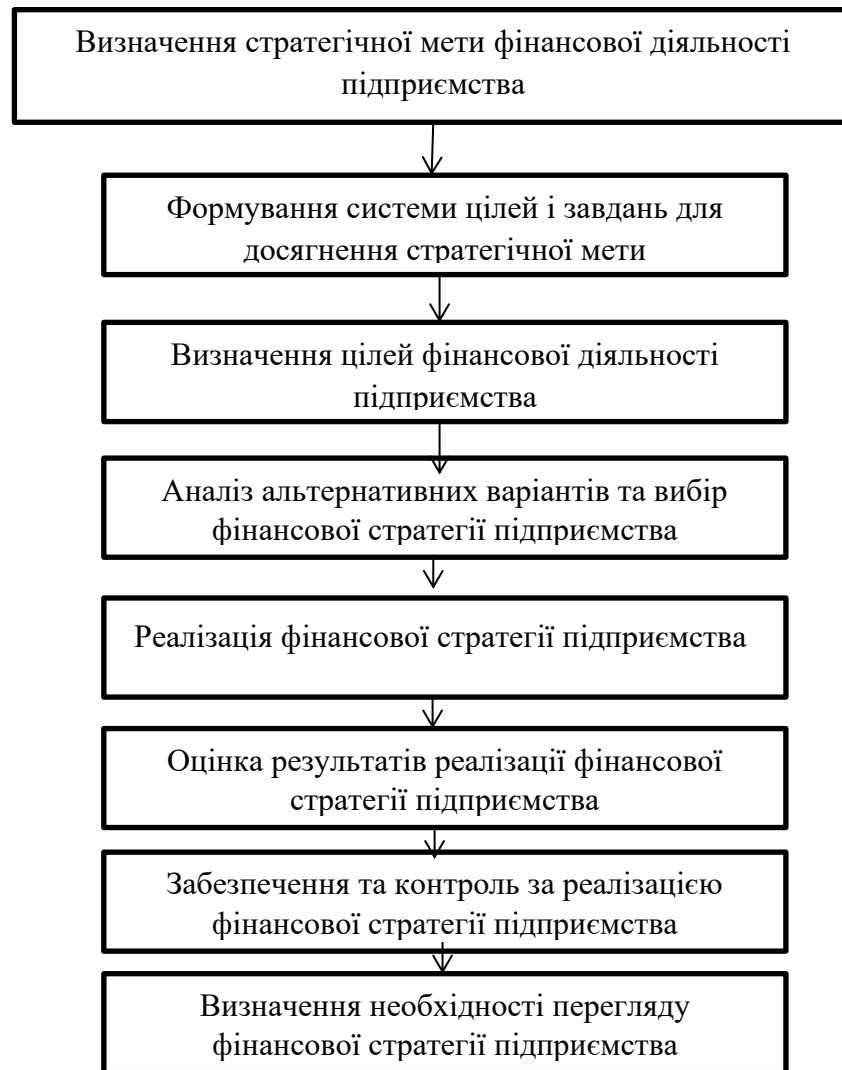 Визначення стратегічної мети фінансової діяльності
підприємства
Формування системи цілей і завдань для
досягнення стратегічної мети
Визначення цілей фінансової діяльності
підприємства
Аналіз альтернативних варіантів та вибір
фінансової стратегії підприємства
Реалізація фінансової стратегії підприємства
Оцінка результатів реалізації фінансової
стратегії підприємства
Забезпечення та контроль за реалізацією
фінансової стратегії підприємства
Визначення необхідності перегляду
фінансової стратегії підприємства